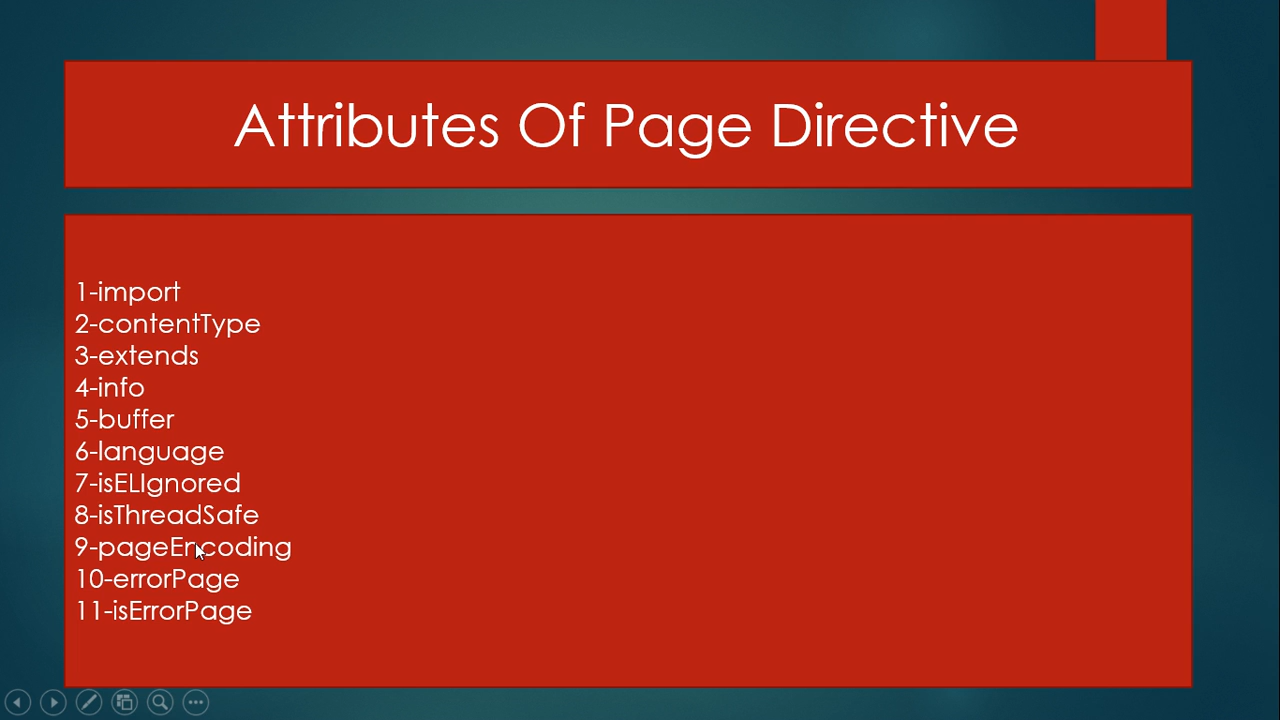 Attributes Of Page Directive
1-import
2-contentType
3-extends
4-info
5-buffer
6-language
7-isELIgnored
8-isThreadSafe
9-pageEncoding
10-errorPage
11-isErrorPage